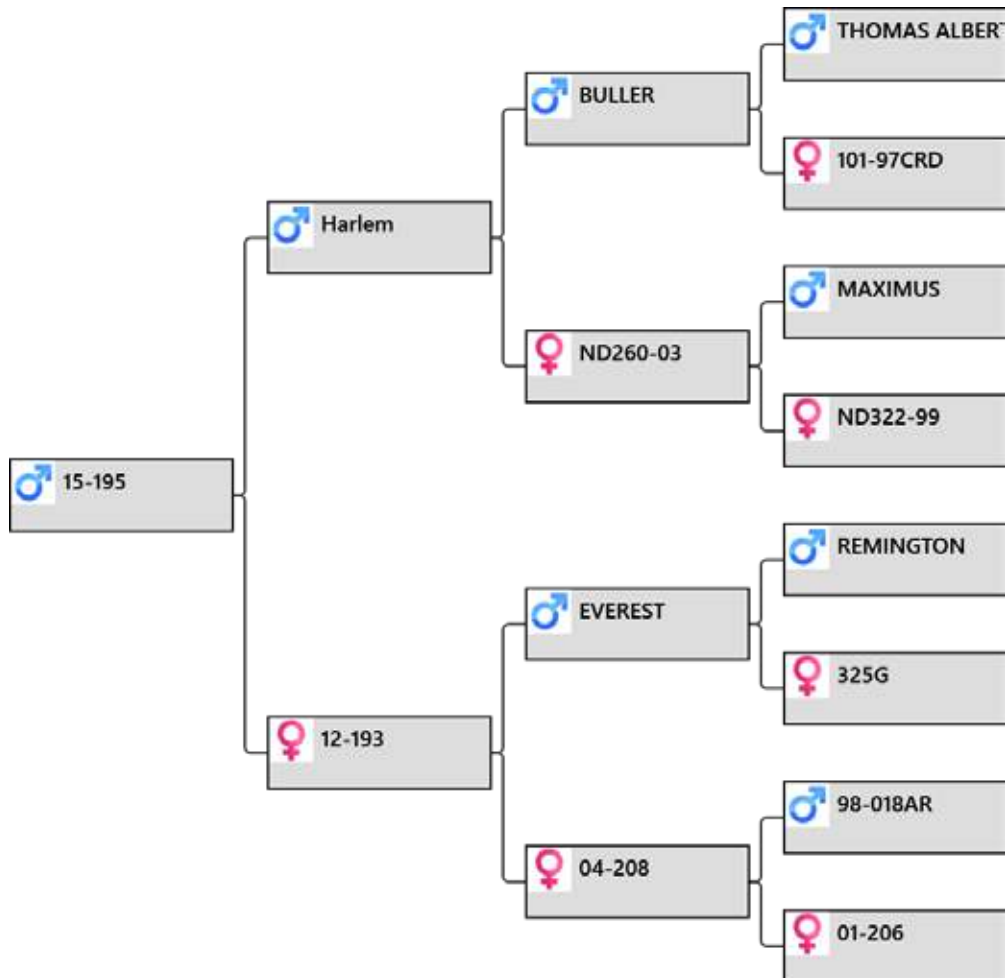 THOMAS ALBER
BULLER
101-97CRD
Harlem
MAXIMUS
ND260-03
ND322-99
15-195
REMINGTON
EVEREST
325G
12-193
98-018AR
04-208
01-206